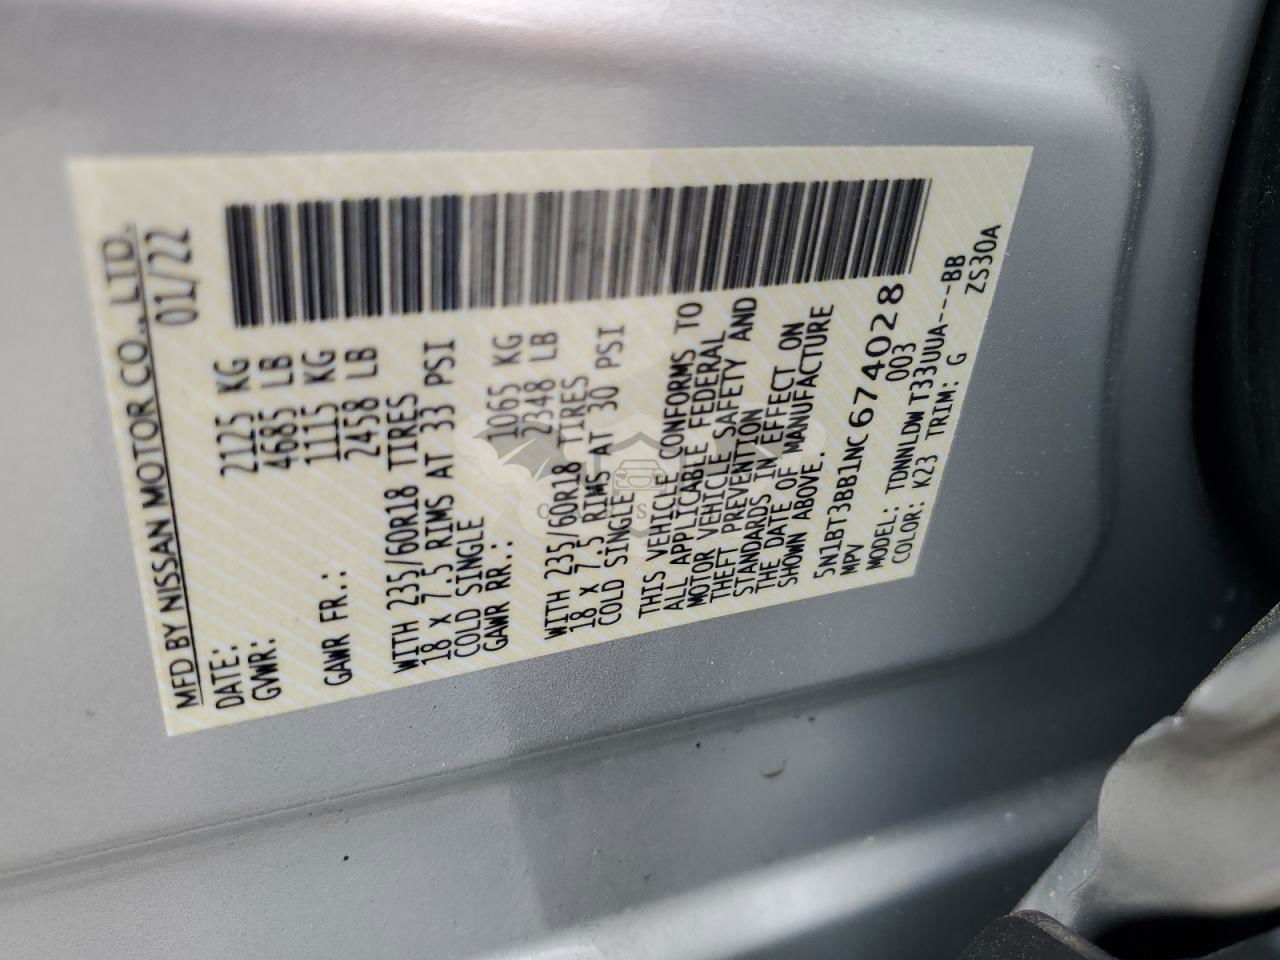 MFD BY NISSAN MOTOR CO., LTD.
DATE: 01/22
GVWR: 2125 KG
4685 LB
GAWR FR.: 1115 KG
2458 LB
WITH 235/60R18 TIRES
18 X 7.5 RIMS AT 33 PSI
COLD SINGLE
GAWR RR.: 1065 KG
2348 LB
WITH 235/60R18 TIRES
18 X 7.5 RIMS AT 30 PSI
COLD SINGLE
THIS VEHICLE CONFORMS TO
ALL APPLICABLE FEDERAL
MOTOR VEHICLE SAFETY AND
THEFT PREVENTION
STANDARDS IN EFFECT ON
THE DATE OF MANUFACTURE
SHOWN ABOVE.
5N1BT3BB1NC674028
MPV 003
MODEL: TDNNLDWT33UUA----BB
COLOR: K23 TRIM: G ZS30A